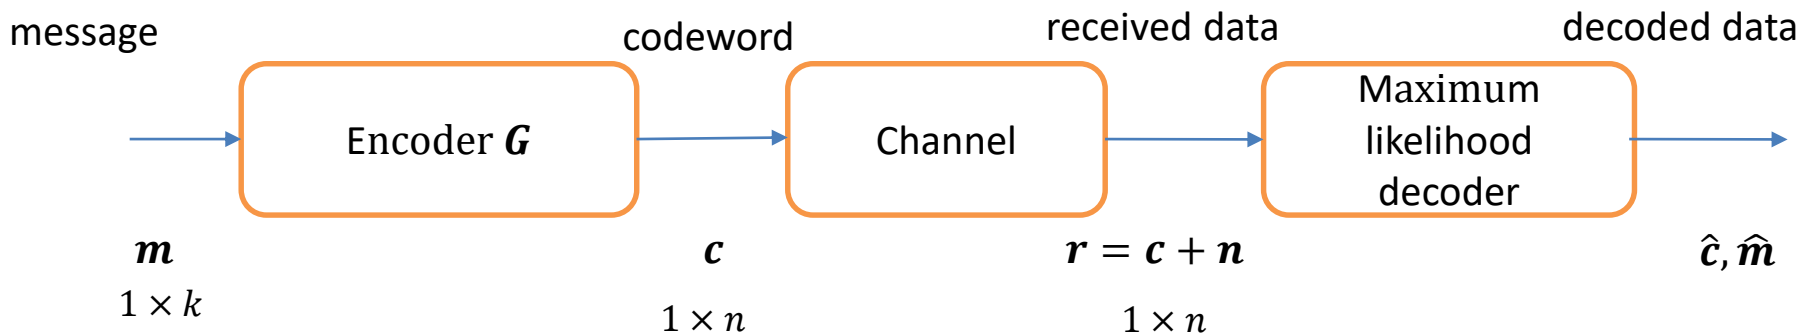 message
codeword
received data
decoded data
Encoder G
Channel
Maximum
likelihood
decoder
m
c
r = c + n
ĉ, m̂
1 × k
1 × n
1 × n